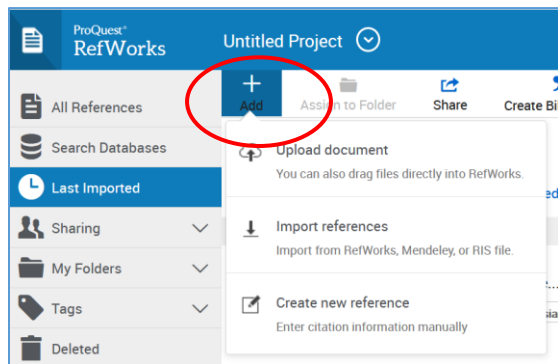 ProQuest®
RefWorks
Untitled Project
All References
Search Databases
Last Imported
Sharing
My Folders
Tags
Deleted
Add
Assign to Folder
Share
Create Bi
Upload document
You can also drag files directly into RefWorks.
Import references
Import from RefWorks, Mendeley, or RIS file.
Create new reference
Enter citation information manually
ed
e...
sia